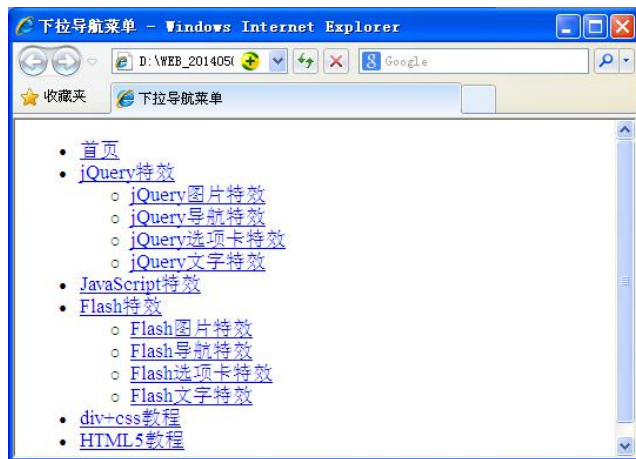 下拉导航菜单 - Windows Internet Explorer
D:\WEB_201405(
Google
收藏夹
下拉导航菜单
首页
jQuery特效
jQuery图片特效
jQuery导航特效
jQuery选项卡特效
jQuery文字特效
JavaScript特效
Flash特效
Flash图片特效
Flash导航特效
Flash选项卡特效
Flash文字特效
div+css教程
HTML5教程